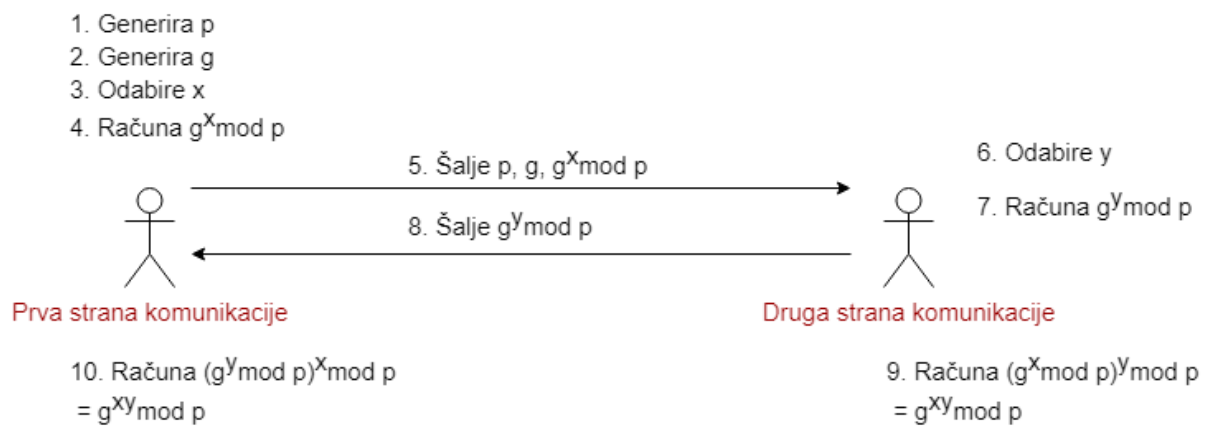 1. Generira p
2. Generira g
3. Odabire x
4. Računa g^x mod p
5. Šalje p, g, g^x mod p
6. Odabire y
7. Računa g^y mod p
8. Šalje g^y mod p
Prva strana komunikacije
Druga strana komunikacije
10. Računa (g^y mod p)^x mod p
= g^xy mod p
9. Računa (g^x mod p)^y mod p
= g^xy mod p